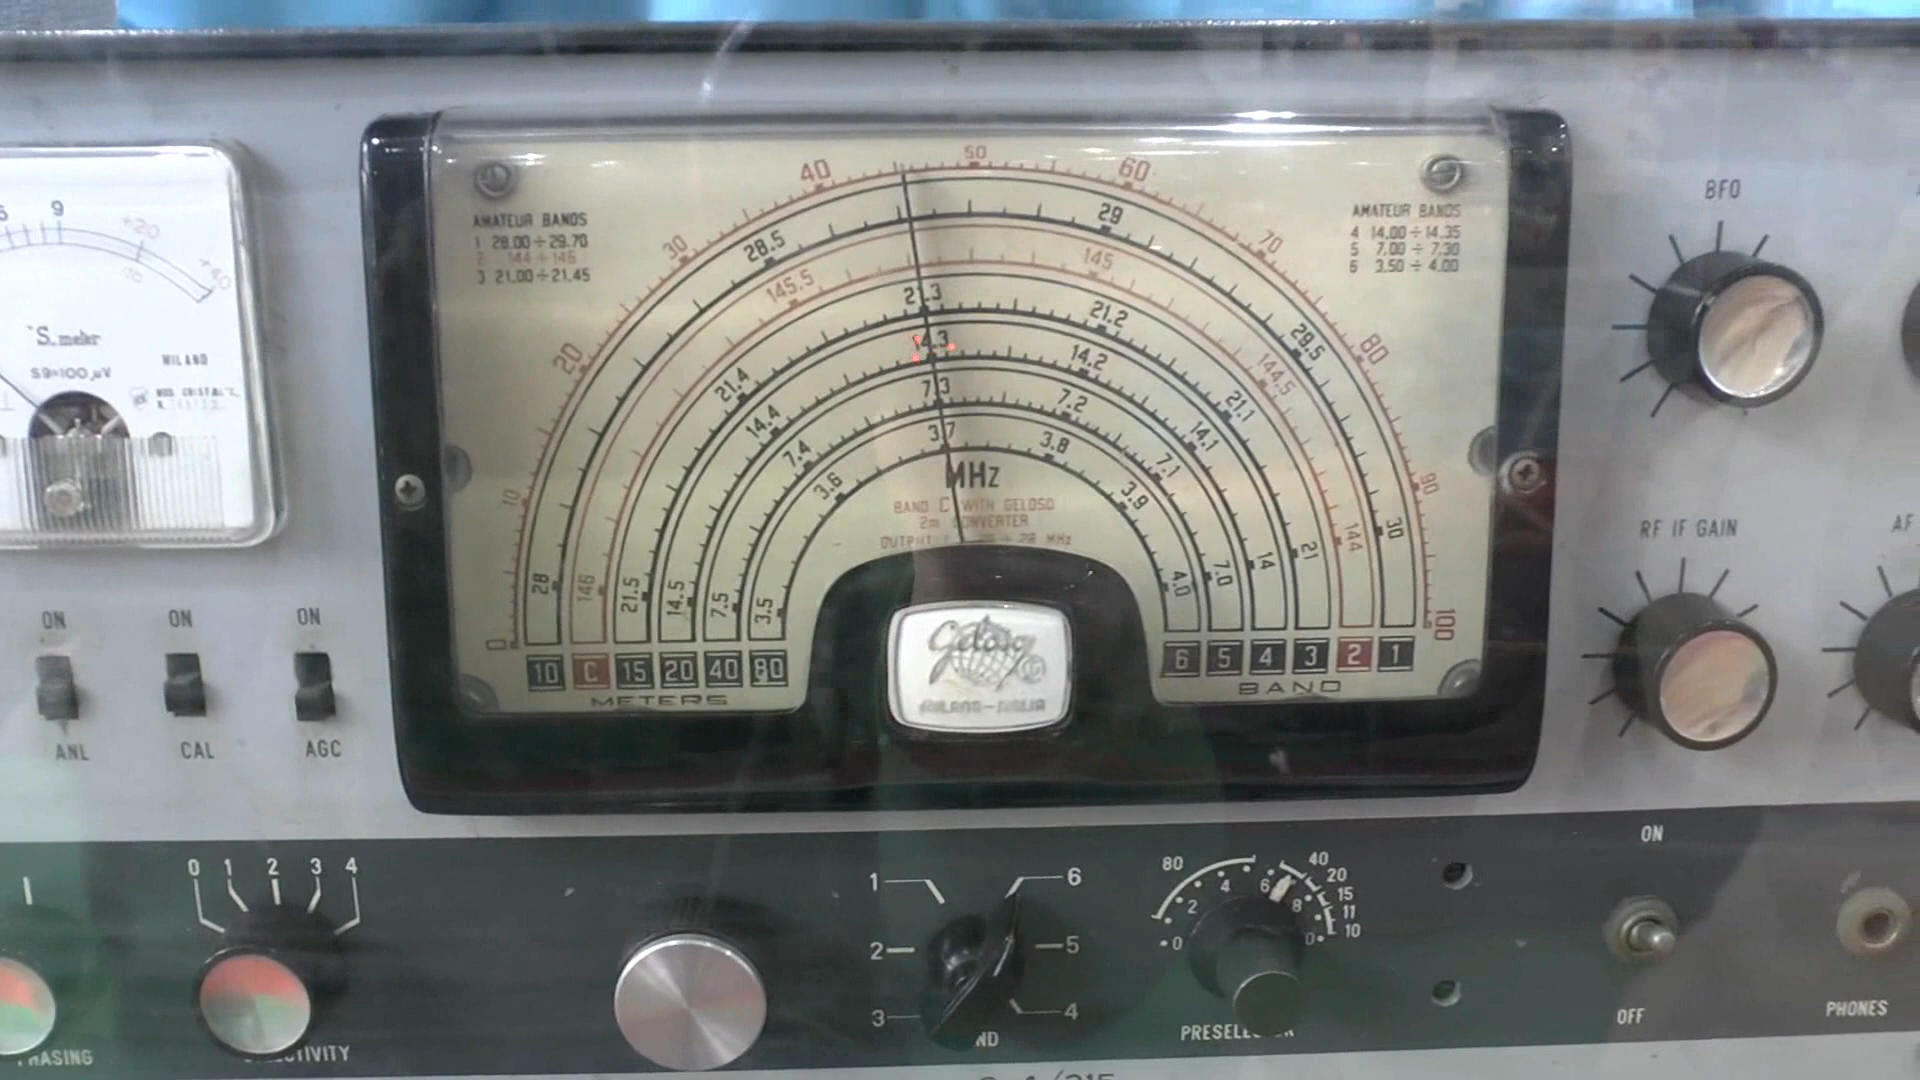 9
+20
+40
S. meter
S9=100 µV
MILANO
ON
ON
ON
ANL
CAL
AGC
AMATEUR BANDS
1 28.00÷29.70
2 144÷146
3 21.00÷21.45
AMATEUR BANDS
4 14.00÷14.35
5 7.00÷7.30
6 3.50÷4.00
0 10 20 30 40 50 60 70 80 90 100
28 28.5 29 29.5 30
146 145.5 145 144.5 144
21.5 21.4 21.3 21.2 21.1 21
14.5 14.4 14.3 14.2 14.1 14
7.5 7.4 7.3 7.2 7.1 7.0
3.5 3.6 3.7 3.8 3.9 4.0
MHz
BAND C WITH GELOSO
2m CONVERTER
10 C 15 20 40 80
METERS
6 5 4 3 2 1
BAND
Geloso
MILANO-ITALIA
BFO
RF IF GAIN
AF
0 1 2 3 4
1 2 3 4 5 6
80 40 20 15 11 10
0 2 4 6 8
ON
OFF
PHONES